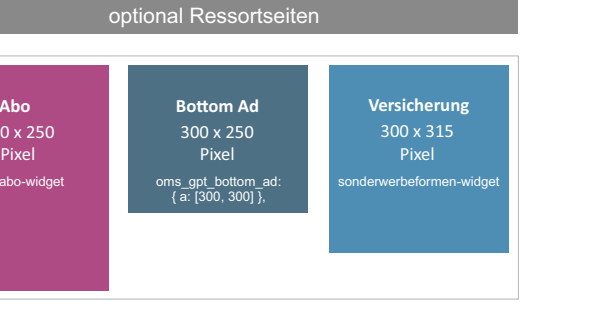 optional Ressortseiten
Abo
0 x 250
Pixel
abo-widget
Bottom Ad
300 x 250
Pixel
oms_gpt_bottom_ad:
{ a: [300, 300] },
Versicherung
300 x 315
Pixel
sonderwerbeformen-widget